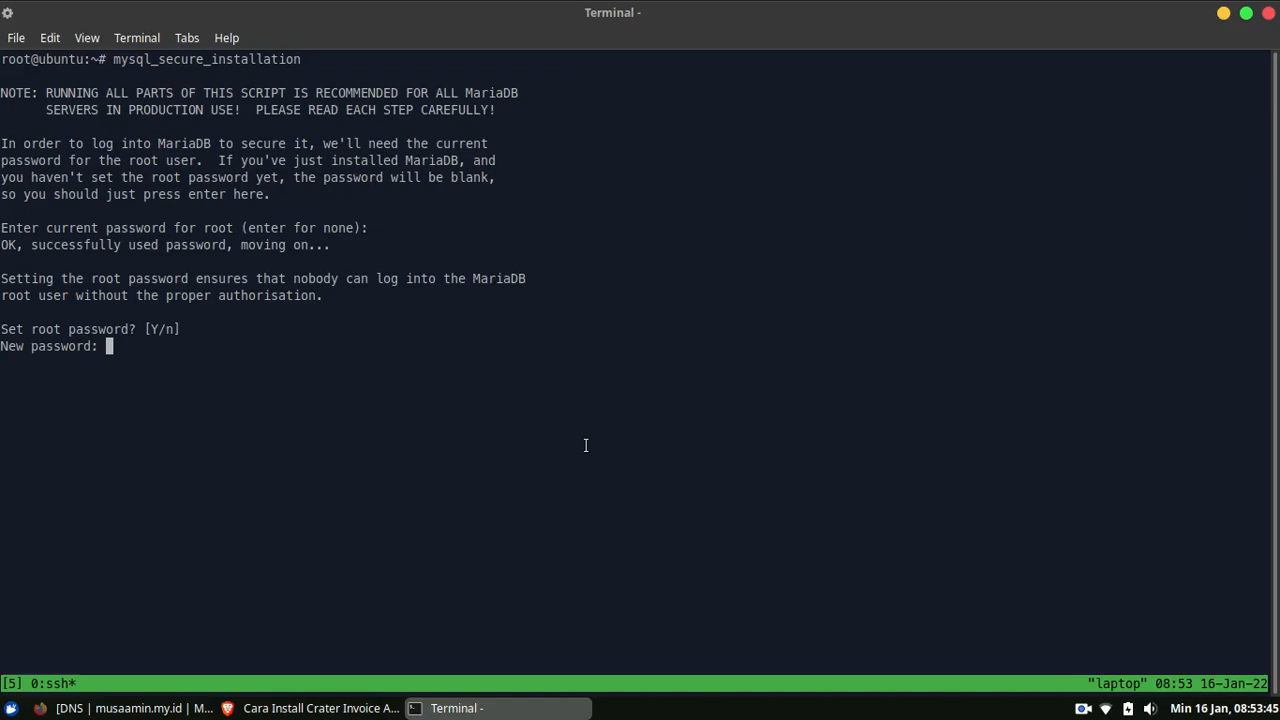 Terminal -
File Edit View Terminal Tabs Help
root@ubuntu:~# mysql_secure_installation
NOTE: RUNNING ALL PARTS OF THIS SCRIPT IS RECOMMENDED FOR ALL MariaDB
SERVERS IN PRODUCTION USE!  PLEASE READ EACH STEP CAREFULLY!
In order to log into MariaDB to secure it, we'll need the current
password for the root user.  If you've just installed MariaDB, and
you haven't set the root password yet, the password will be blank,
so you should just press enter here.
Enter current password for root (enter for none):
OK, successfully used password, moving on...
Setting the root password ensures that nobody can log into the MariaDB
root user without the proper authorisation.
Set root password? [Y/n]
New password:
[5] 0:ssh* "laptop" 08:53 16-Jan-22
[DNS | musaamin.my.id | M... Cara Install Crater Invoice A... Terminal - Min 16 Jan, 08:53:45